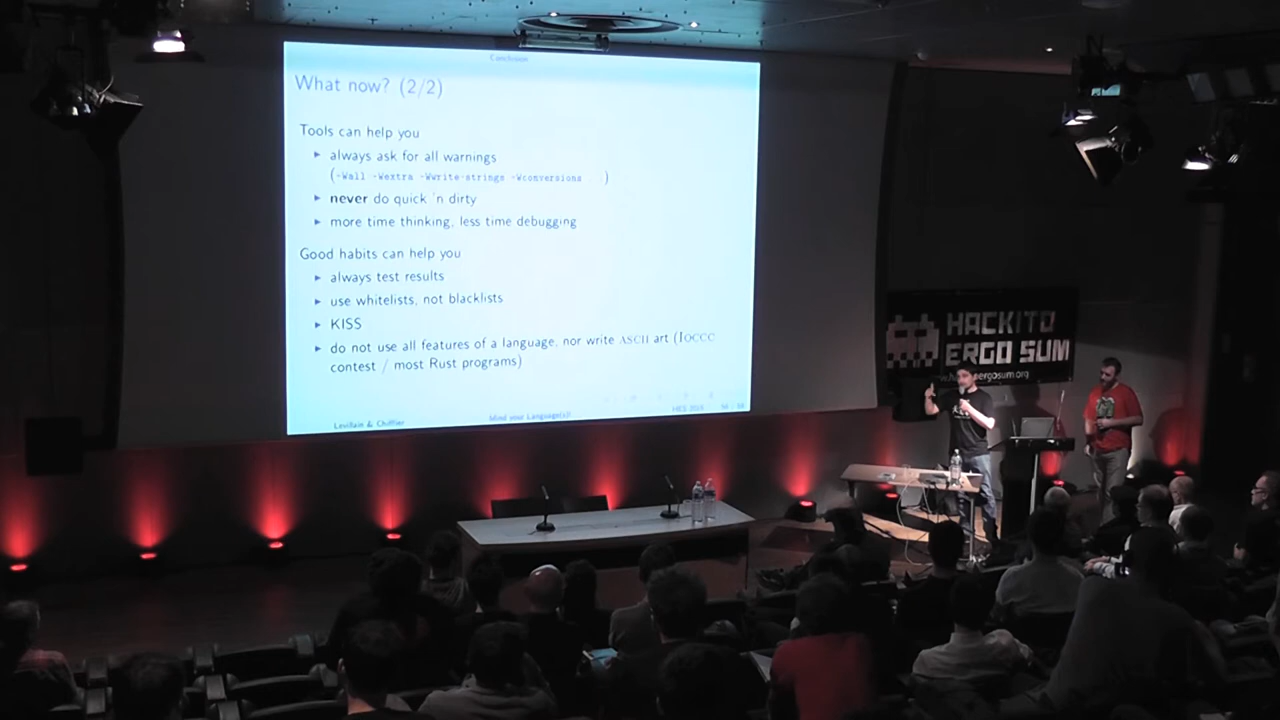 Conclusion
What now? (2/2)
Tools can help you
▸ always ask for all warnings
(-Wall -Wextra -Wwrite-strings -Wconversions )
▸ never do quick 'n dirty
▸ more time thinking, less time debugging
Good habits can help you
▸ always test results
▸ use whitelists, not blacklists
▸ KISS
▸ do not use all features of a language, nor write ASCII art (IOCCC
contest / most Rust programs)
Levillain & Chifflier
Mind your Language(s)!
HACKITO
ERGO SUM